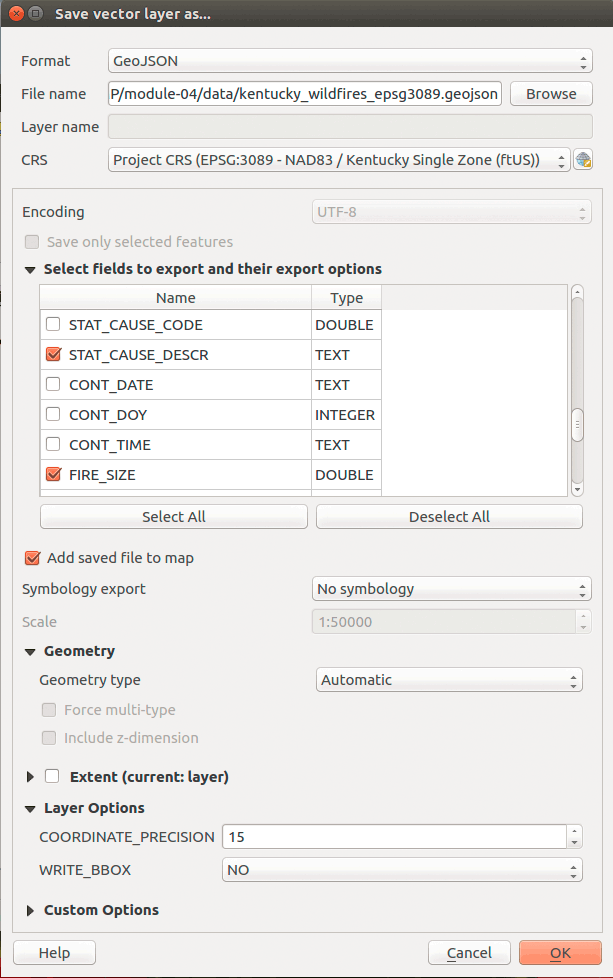 Save vector layer as...
Format GeoJSON
File name P/module-04/data/kentucky_wildfires_epsg3089.geojson Browse
Layer name
CRS Project CRS (EPSG:3089 - NAD83 / Kentucky Single Zone (ftUS))
Encoding UTF-8
Save only selected features
Select fields to export and their export options
Name Type
STAT_CAUSE_CODE DOUBLE
STAT_CAUSE_DESCR TEXT
CONT_DATE TEXT
CONT_DOY INTEGER
CONT_TIME TEXT
FIRE_SIZE DOUBLE
Select All Deselect All
Add saved file to map
Symbology export No symbology
Scale 1:50000
Geometry
Geometry type Automatic
Force multi-type
Include z-dimension
Extent (current: layer)
Layer Options
COORDINATE_PRECISION 15
WRITE_BBOX NO
Custom Options
Help Cancel OK